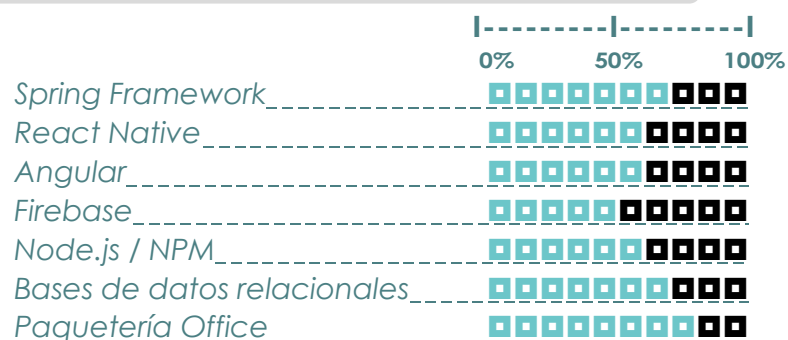 |---------|---------|
0% 50% 100%
Spring Framework
React Native
Angular
Firebase
Node.js / NPM
Bases de datos relacionales
Paquetería Office